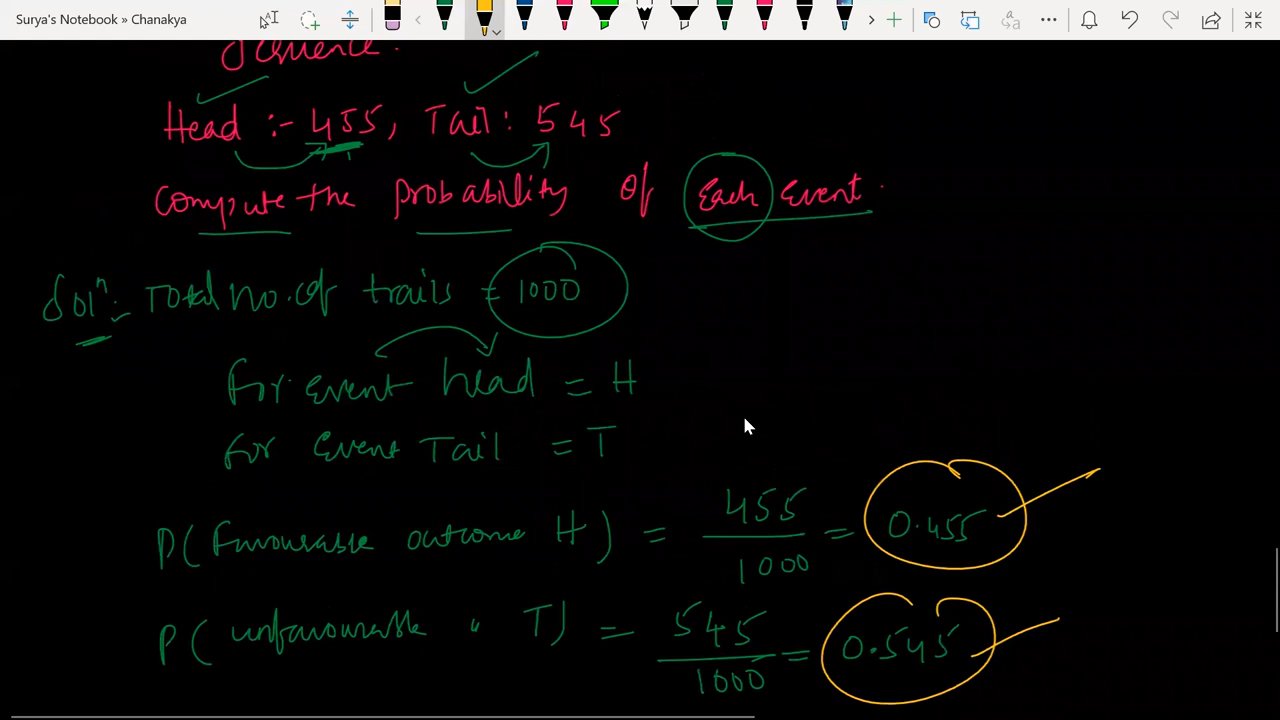 Surya's Notebook » Chanakya
Head :- 455, Tail : 545
Compute the probability of Each Event.
Solⁿ:- Total no. of trails = 1000
for event head = H
for event Tail = T
P( favourable outcome H ) = 455/1000 = 0.455
P( unfavourable " T) = 545/1000 = 0.545